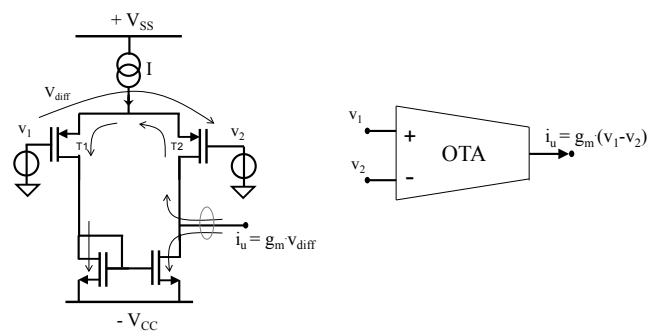 + V_SS
I
V_diff
v_1
T1
T2
v_2
i_u = g_m·v_diff
- V_CC
v_1
+
v_2
-
OTA
i_u = g_m·(v_1-v_2)